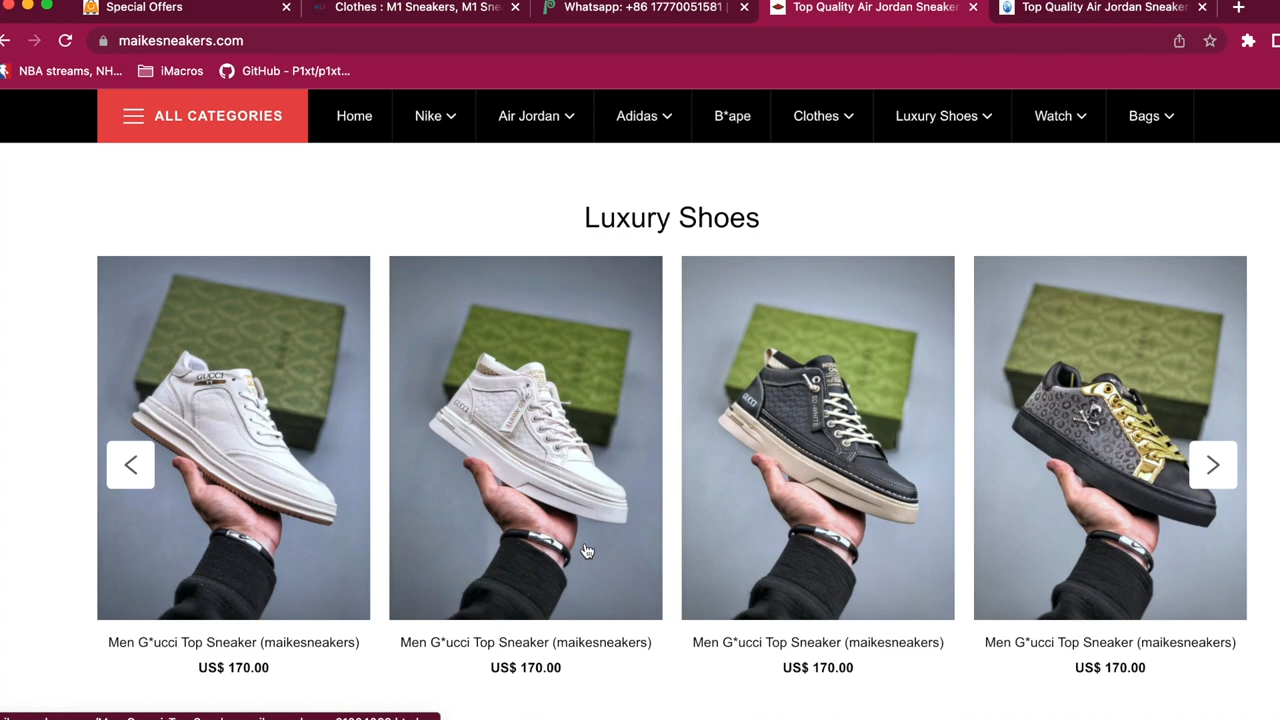 Special Offers
Clothes : M1 Sneakers, M1 Sne
Whatsapp: +86 17770051581
Top Quality Air Jordan Sneaker
Top Quality Air Jordan Sneaker
maikesneakers.com
NBA streams, NH...
iMacros
GitHub - P1xt/p1xt...
ALL CATEGORIES
Home
Nike
Air Jordan
Adidas
B*ape
Clothes
Luxury Shoes
Watch
Bags
Luxury Shoes
GUCCI
Men G*ucci Top Sneaker (maikesneakers)
US$ 170.00
Men G*ucci Top Sneaker (maikesneakers)
US$ 170.00
Men G*ucci Top Sneaker (maikesneakers)
US$ 170.00
Men G*ucci Top Sneaker (maikesneakers)
US$ 170.00